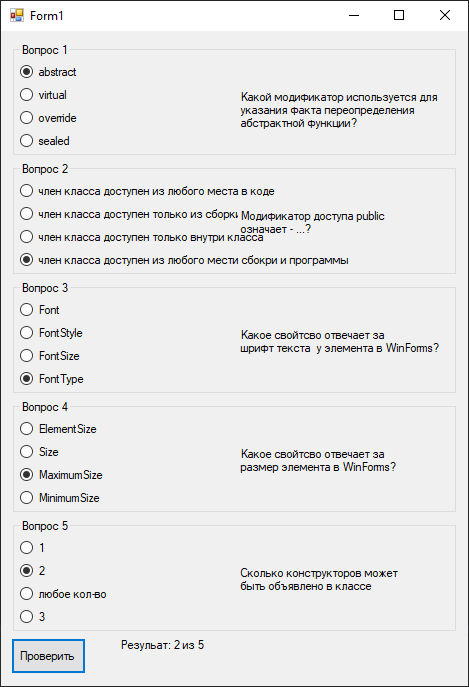 Form1
Вопрос 1
abstract
virtual
override
sealed
Какой модификатор используется для
указания факта переопределения
абстрактной функции?
Вопрос 2
член класса доступен из любого места в коде
член класса доступен только из сборки
член класса доступен только внутри класса
член класса доступен из любого мести сбокри и программы
Модификатор доступа public
означает - ...?
Вопрос 3
Font
FontStyle
FontSize
FontType
Какое свойтсво отвечает за
шрифт текста  у элемента в WinForms?
Вопрос 4
ElementSize
Size
MaximumSize
MinimumSize
Какое свойтсво отвечает за
размер элемента в WinForms?
Вопрос 5
1
2
любое кол-во
3
Сколько конструкторов может
быть объявлено в классе
Проверить
Резульат: 2 из 5